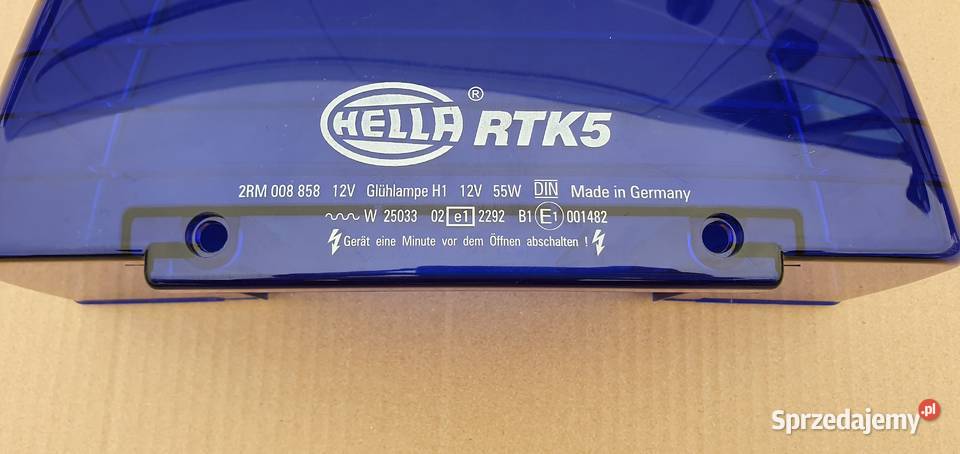 HELLA ® RTK5
2RM 008 858 12V Glühlampe H1 12V 55W DIN Made in Germany
W 25033 02 e1 2292 B1 E1 001482
Gerät eine Minute vor dem Öffnen abschalten !
Sprzedajemy.pl